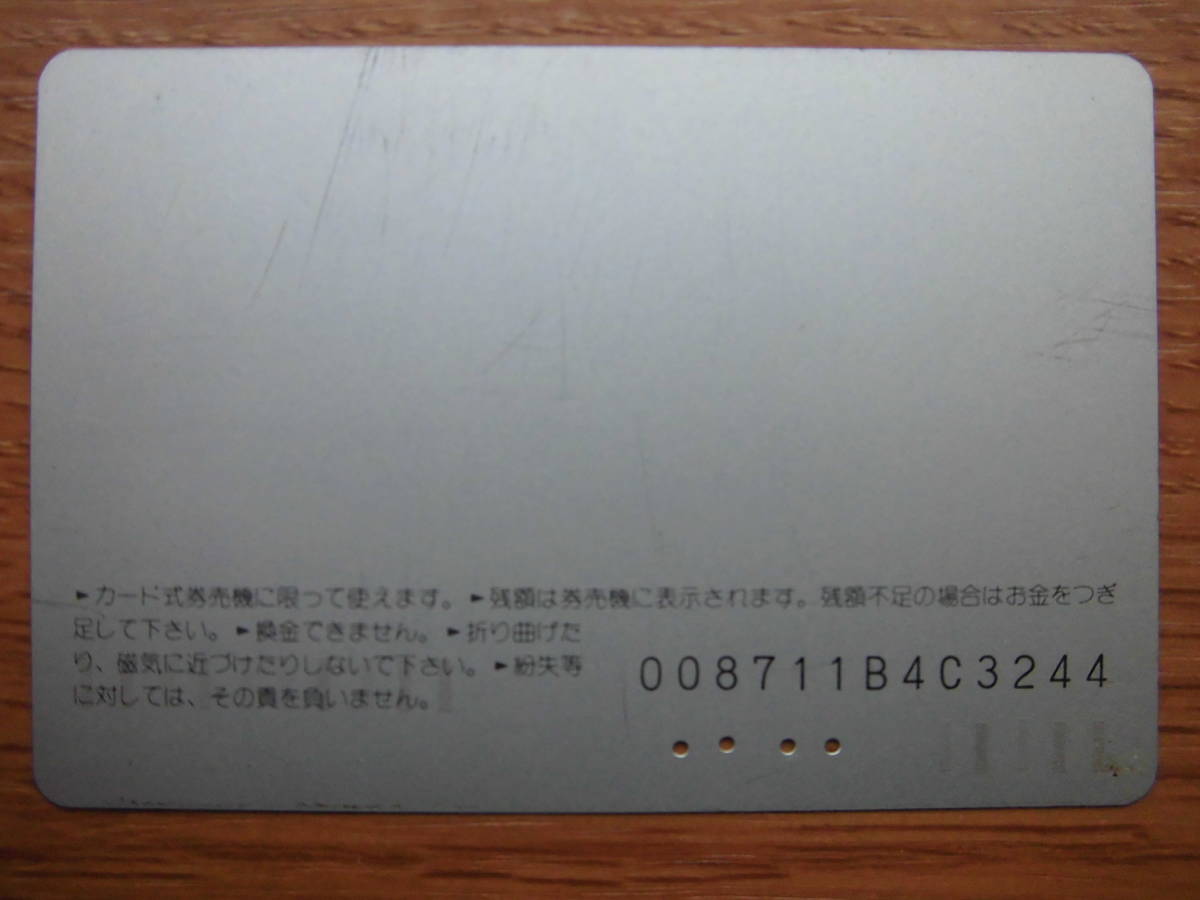 ►カード式券売機に限って使えます。►残額は券売機に表示されます。残額不足の場合はお金をつぎ
足して下さい。►換金できません。►折り曲げた
り、磁気に近づけたりしないで下さい。►紛失等
に対しては、その責を負いません。
008711B4C3244